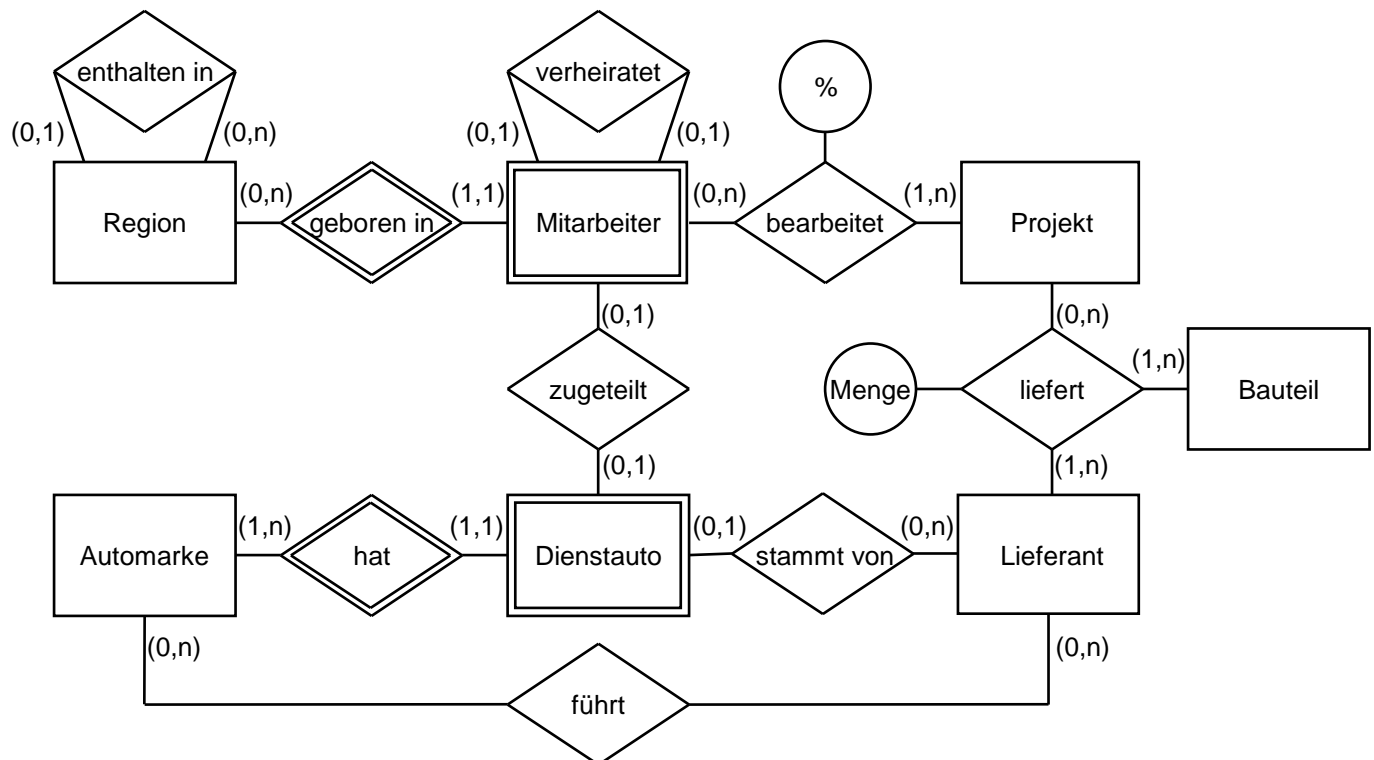 enthalten in
verheiratet
%
(0,1)
(0,n)
(0,1)
(0,1)
Region
(0,n)
geboren in
(1,1)
Mitarbeiter
(0,n)
bearbeitet
(1,n)
Projekt
(0,1)
(0,n)
zugeteilt
Menge
liefert
(1,n)
Bauteil
(0,1)
(1,n)
Automarke
(1,n)
hat
(1,1)
Dienstauto
(0,1)
stammt von
(0,n)
Lieferant
(0,n)
(0,n)
führt